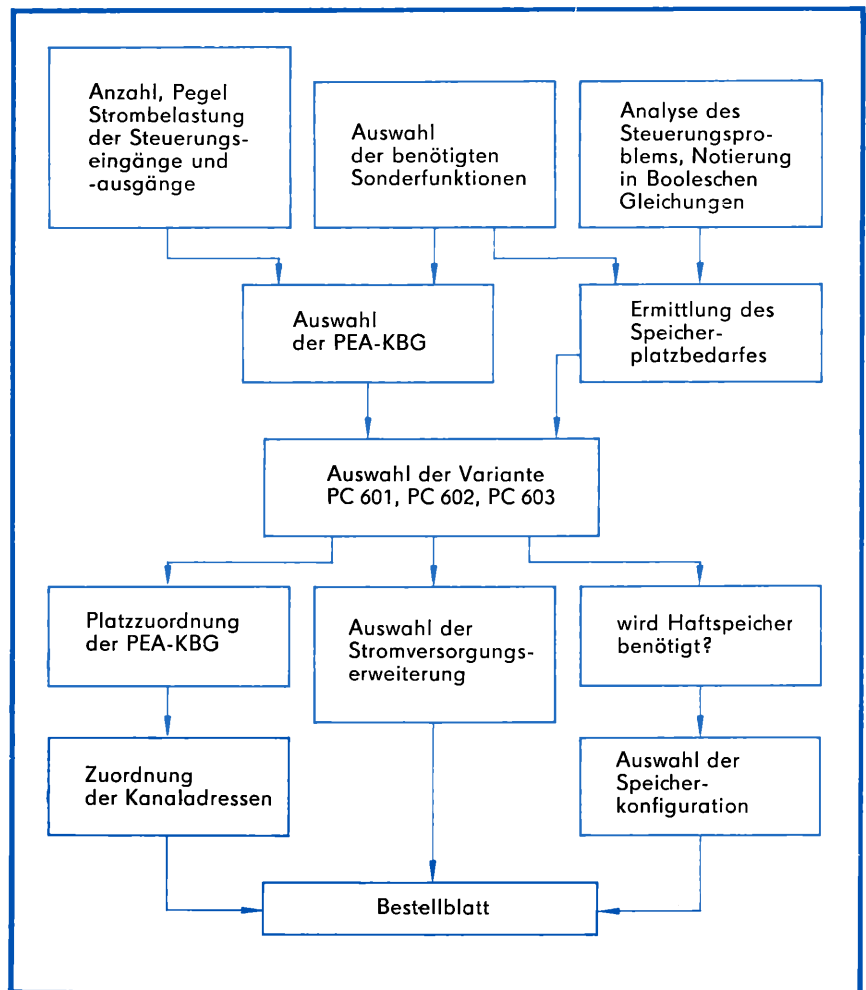 Anzahl, Pegel
Strombelastung
der Steuerungs-
eingänge und
-ausgänge
Auswahl
der benötigten
Sonderfunktionen
Analyse des
Steuerungspro-
blems, Notierung
in Booleschen
Gleichungen
Auswahl
der PEA-KBG
Ermittlung des
Speicher-
platzbedarfes
Auswahl der Variante
PC 601, PC 602, PC 603
Platzzuordnung
der PEA-KBG
Auswahl der
Stromversorgungs-
erweiterung
wird Haftspeicher
benötigt?
Zuordnung
der Kanaladressen
Auswahl der
Speicher-
konfiguration
Bestellblatt